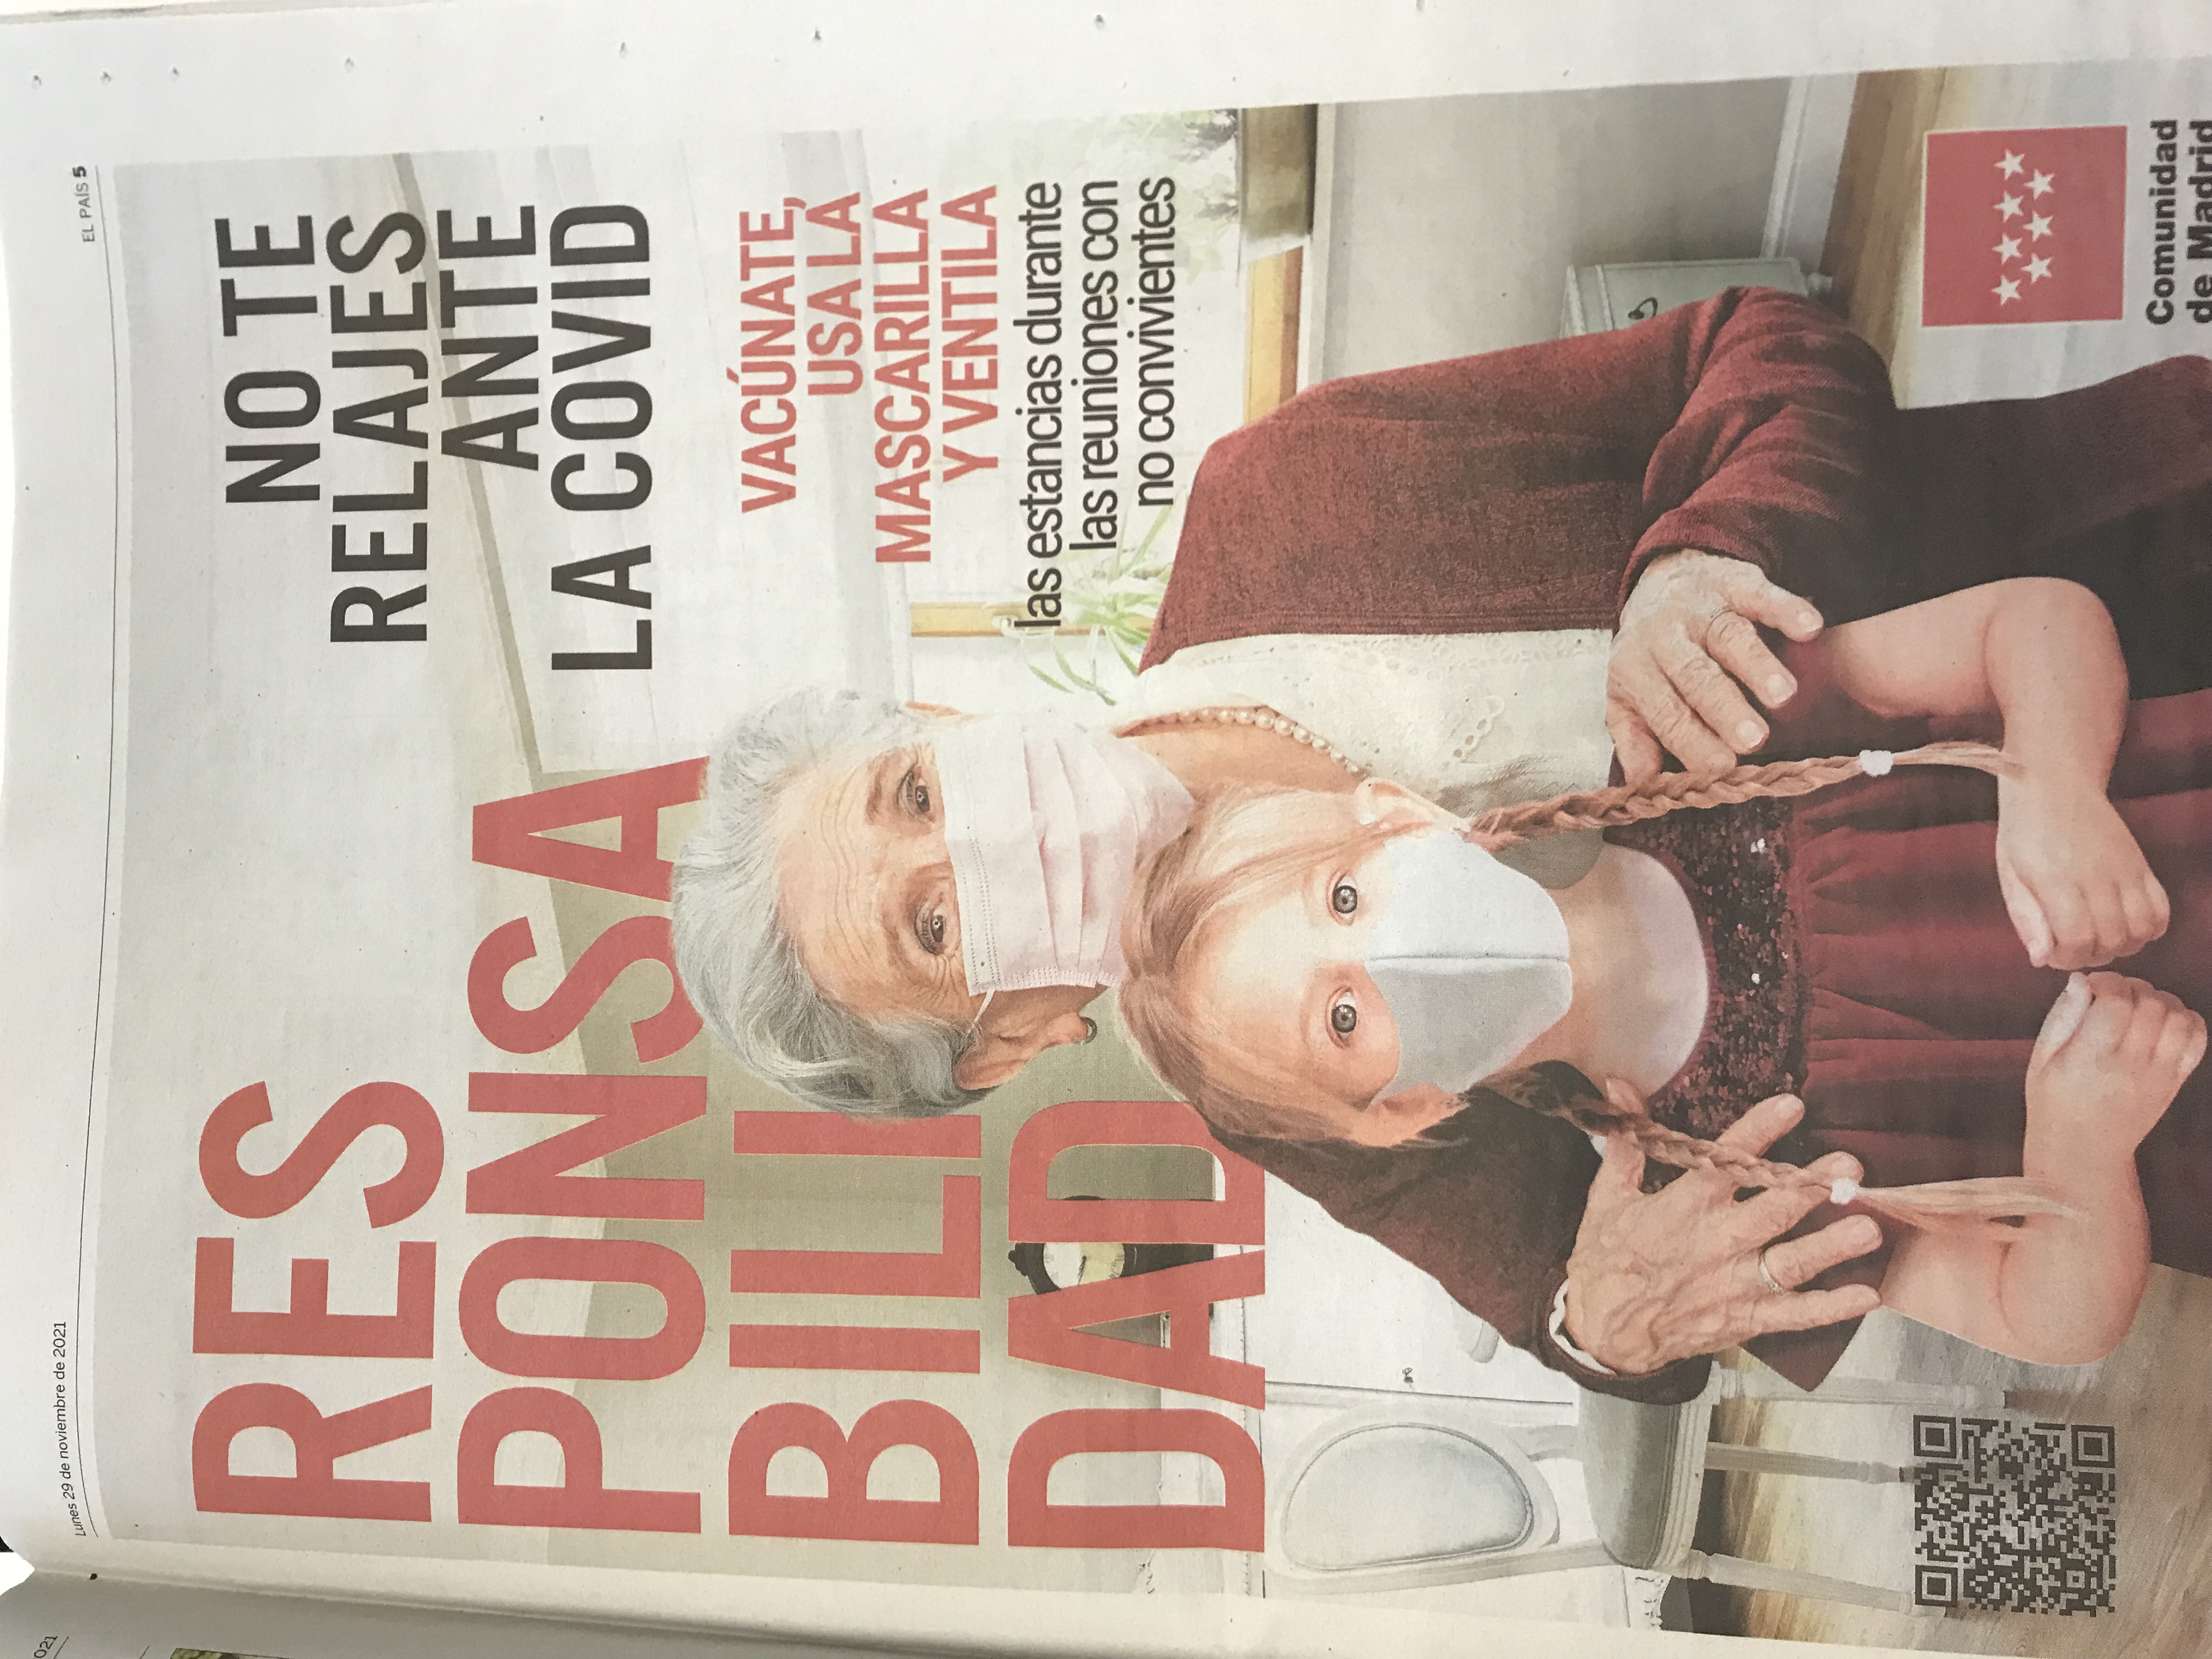 021
Lunes 29 de noviembre de 2021
EL PAÍS 5
RES
PONSA
BILI
DAD
NO TE
RELAJES
ANTE
LA COVID
VACÚNATE,
USA LA
MASCARILLA
Y VENTILA
las estancias durante
las reuniones con
no convivientes
Comunidad
de Madrid